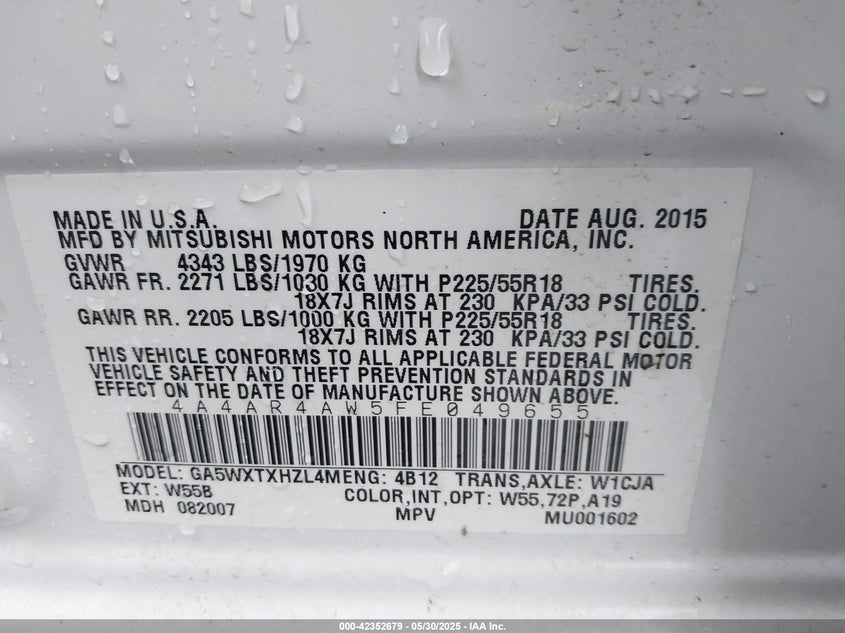 MADE IN U.S.A. DATE AUG. 2015
MFD BY MITSUBISHI MOTORS NORTH AMERICA, INC.
GVWR 4343 LBS/1970 KG
GAWR FR. 2271 LBS/1030 KG WITH P225/55R18 TIRES.
18X7J RIMS AT 230 KPA/33 PSI COLD.
GAWR RR. 2205 LBS/1000 KG WITH P225/55R18 TIRES.
18X7J RIMS AT 230 KPA/33 PSI COLD.
THIS VEHICLE CONFORMS TO ALL APPLICABLE FEDERAL MOTOR
VEHICLE SAFETY AND THEFT PREVENTION STANDARDS IN
EFFECT ON THE DATE OF MANUFACTURE SHOWN ABOVE.
4A4AR4AW5FE049655
MODEL: GA5WXTXHZL4MENG: 4B12 TRANS,AXLE: W1CJA
EXT: W55B COLOR,INT,OPT: W55,72P,A19
MDH 082007 MPV MU001602
000-42352679 - 05/30/2025 - IAA Inc.